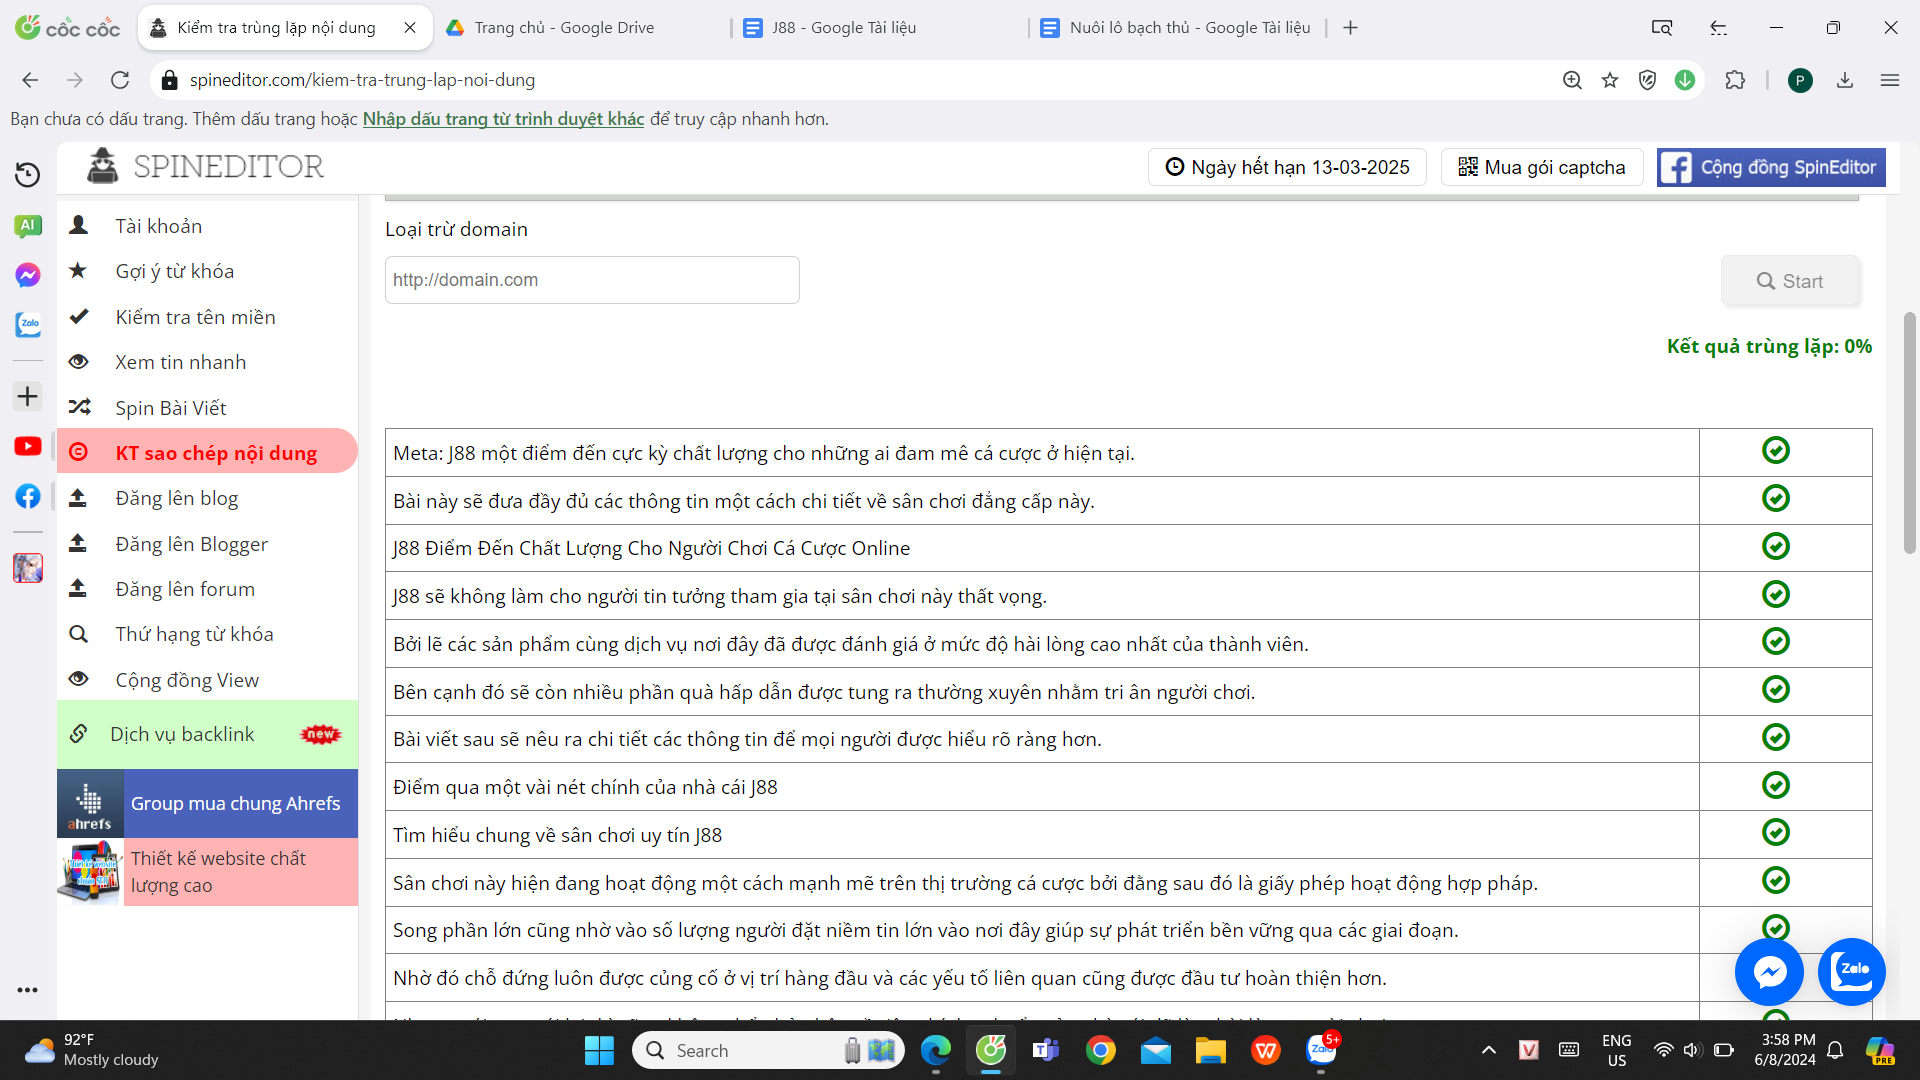 cốc cốc
Kiểm tra trùng lặp nội dung
Trang chủ - Google Drive
J88 - Google Tài liệu
Nuôi lô bạch thủ - Google Tài liệu
spineditor.com/kiem-tra-trung-lap-noi-dung
P
Bạn chưa có dấu trang. Thêm dấu trang hoặc Nhập dấu trang từ trình duyệt khác để truy cập nhanh hơn.
SPINEDITOR
Ngày hết hạn 13-03-2025
Mua gói captcha
Cộng đồng SpinEditor
AI
Zalo
Tài khoản
Gợi ý từ khóa
Kiểm tra tên miền
Xem tin nhanh
Spin Bài Viết
KT sao chép nội dung
Đăng lên blog
Đăng lên Blogger
Đăng lên forum
Thứ hạng từ khóa
Cộng đồng View
Dịch vụ backlink
new
ahrefs
Group mua chung Ahrefs
Thiết kế website chất
lượng cao
Loại trừ domain
http://domain.com
Start
Kết quả trùng lặp: 0%
Meta: J88 một điểm đến cực kỳ chất lượng cho những ai đam mê cá cược ở hiện tại.
Bài này sẽ đưa đầy đủ các thông tin một cách chi tiết về sân chơi đẳng cấp này.
J88 Điểm Đến Chất Lượng Cho Người Chơi Cá Cược Online
J88 sẽ không làm cho người tin tưởng tham gia tại sân chơi này thất vọng.
Bởi lẽ các sản phẩm cùng dịch vụ nơi đây đã được đánh giá ở mức độ hài lòng cao nhất của thành viên.
Bên cạnh đó sẽ còn nhiều phần quà hấp dẫn được tung ra thường xuyên nhằm tri ân người chơi.
Bài viết sau sẽ nêu ra chi tiết các thông tin để mọi người được hiểu rõ ràng hơn.
Điểm qua một vài nét chính của nhà cái J88
Tìm hiểu chung về sân chơi uy tín J88
Sân chơi này hiện đang hoạt động một cách mạnh mẽ trên thị trường cá cược bởi đằng sau đó là giấy phép hoạt động hợp pháp.
Song phần lớn cũng nhờ vào số lượng người đặt niềm tin lớn vào nơi đây giúp sự phát triển bền vững qua các giai đoạn.
Nhờ đó chỗ đứng luôn được củng cố ở vị trí hàng đầu và các yếu tố liên quan cũng được đầu tư hoàn thiện hơn.
Zalo
92°F
Mostly cloudy
Search
Zalo
5+
ENG
US
3:58 PM
6/8/2024
PRE